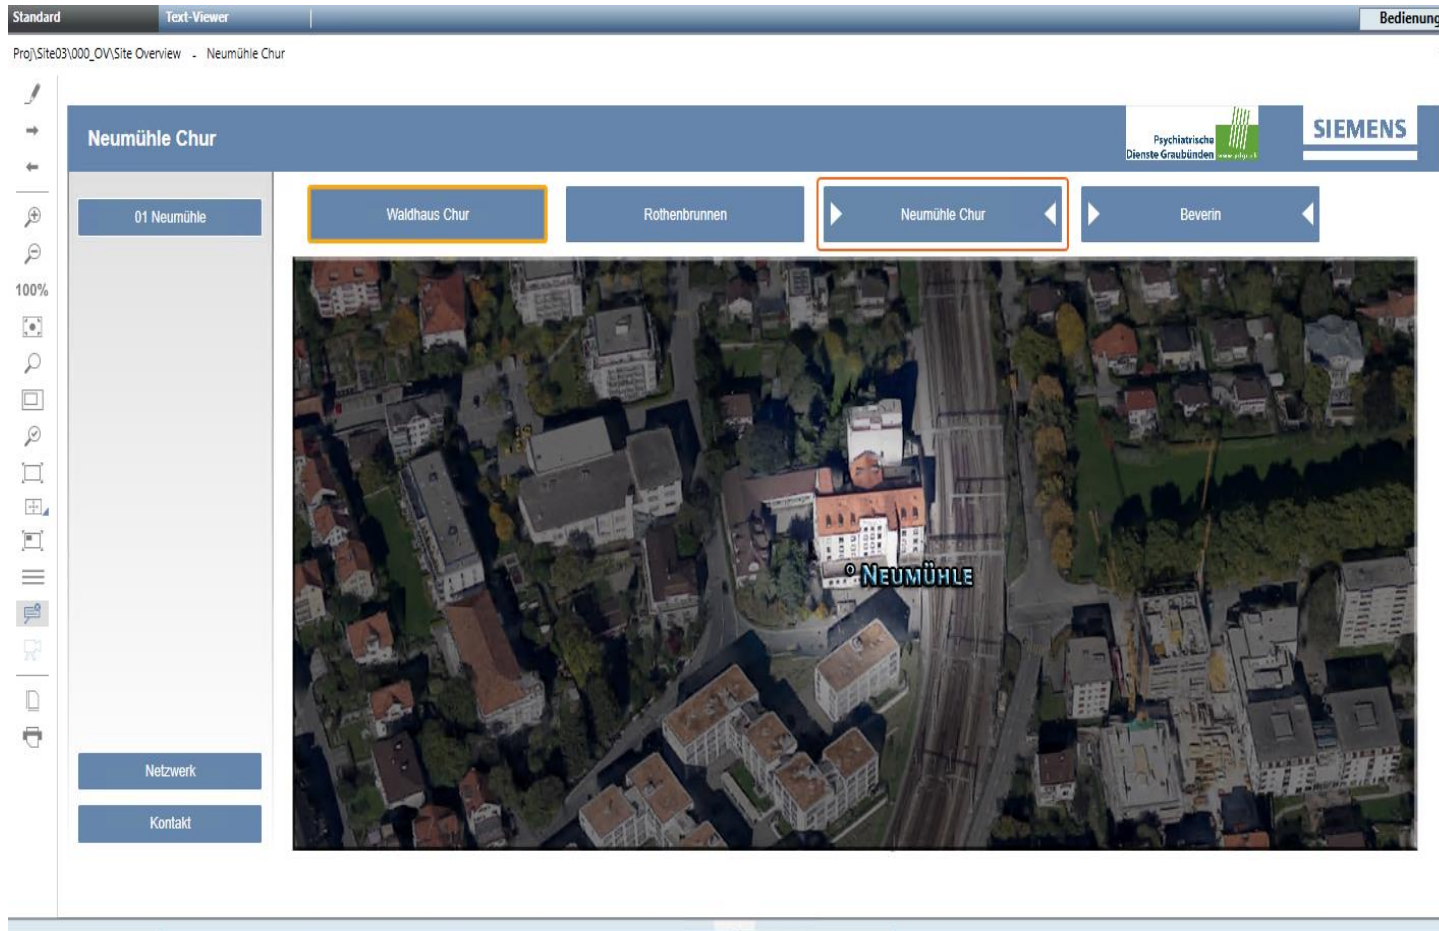 Standard Text-Viewer Bedienung
Proj\Site03\000_OV\Site Overview - Neumühle Chur
Neumühle Chur
Psychiatrische
Dienste Graubünden
SIEMENS
01 Neumühle
Waldhaus Chur
Rothenbrunnen
Neumühle Chur
Beverin
100%
NEUMÜHLE
Netzwerk
Kontakt